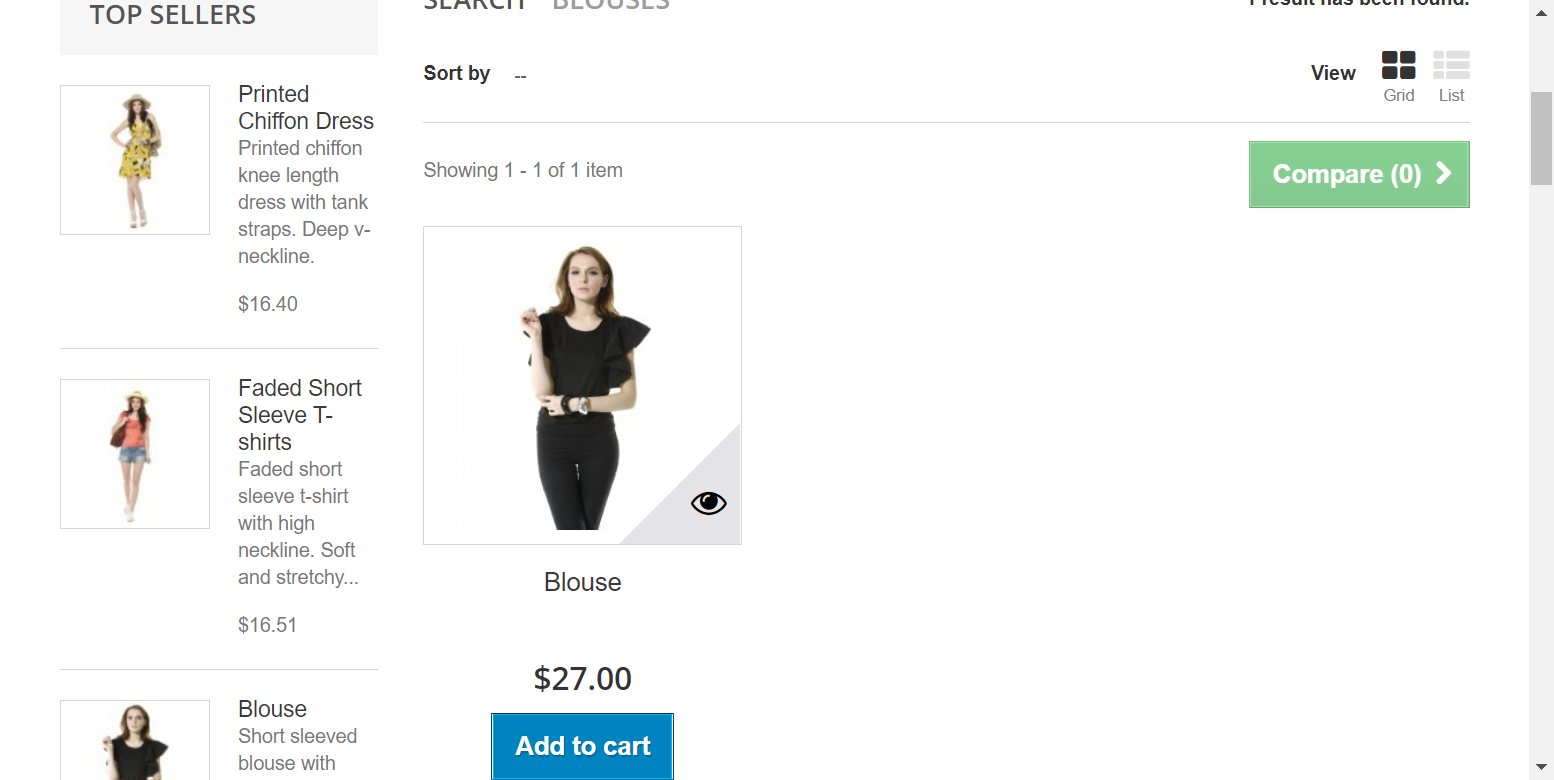 TOP SELLERS
Printed
Chiffon Dress
Printed chiffon
knee length
dress with tank
straps. Deep v-
neckline.
$16.40
Faded Short
Sleeve T-
shirts
Faded short
sleeve t-shirt
with high
neckline. Soft
and stretchy...
$16.51
Blouse
Short sleeved
blouse with
SEARCH BLOUSES
1 result has been found.
Sort by --
View
Grid List
Showing 1 - 1 of 1 item
Compare (0)
Blouse
$27.00
Add to cart